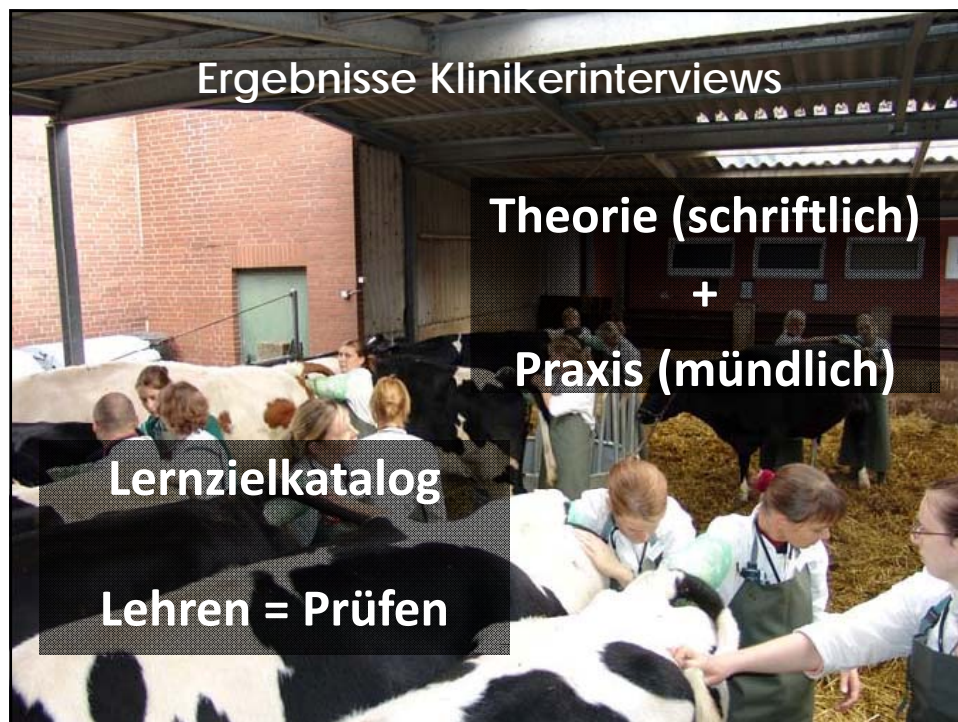 Ergebnisse Klinikerinterviews
Theorie (schriftlich)
+
Praxis (mündlich)
Lernzielkatalog
Lehren = Prüfen